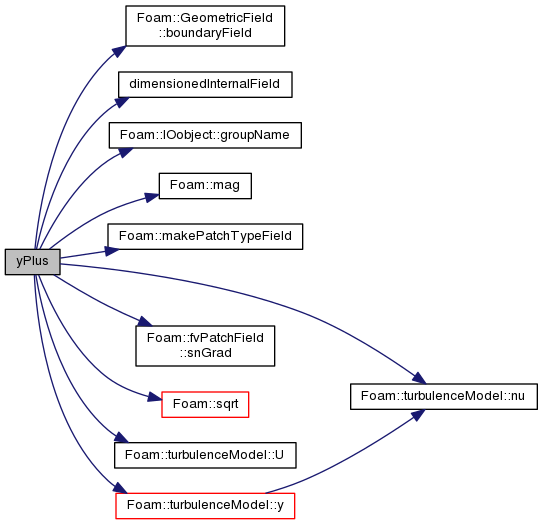 Foam::GeometricField
::boundaryField
dimensionedInternalField
Foam::IOobject::groupName
Foam::mag
Foam::makePatchTypeField
yPlus
Foam::fvPatchField
::snGrad
Foam::turbulenceModel::nu
Foam::sqrt
Foam::turbulenceModel::U
Foam::turbulenceModel::y